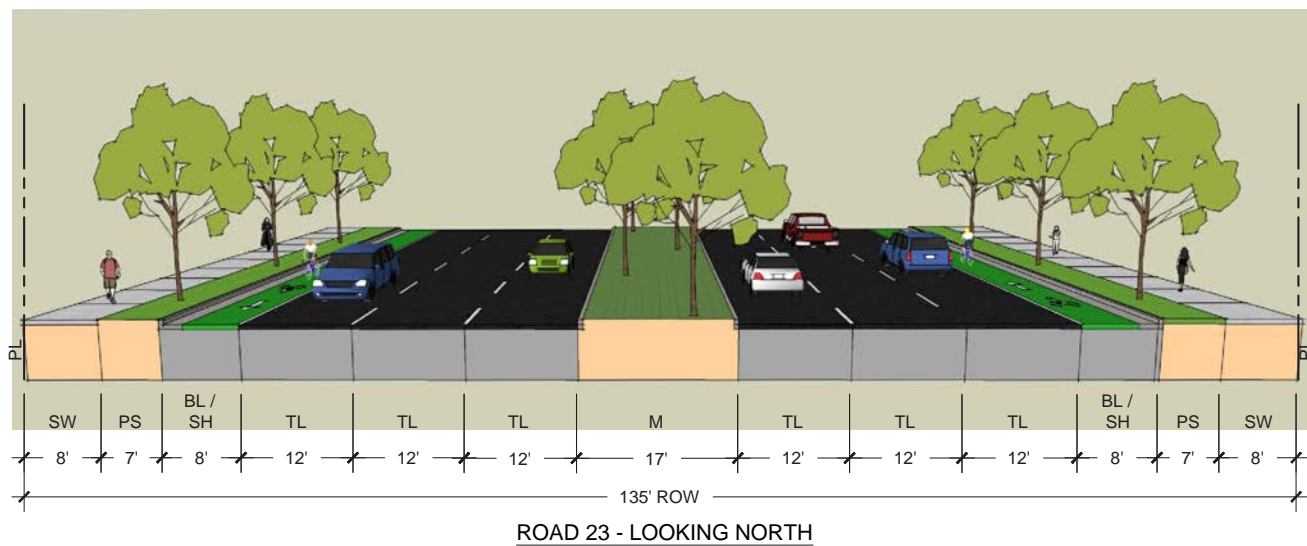 PL PL
BL / BL /
SW PS SH TL TL TL M TL TL TL SH PS SW
8' 7' 8' 12' 12' 12' 17' 12' 12' 12' 8' 7' 8'
135' ROW
ROAD 23 - LOOKING NORTH